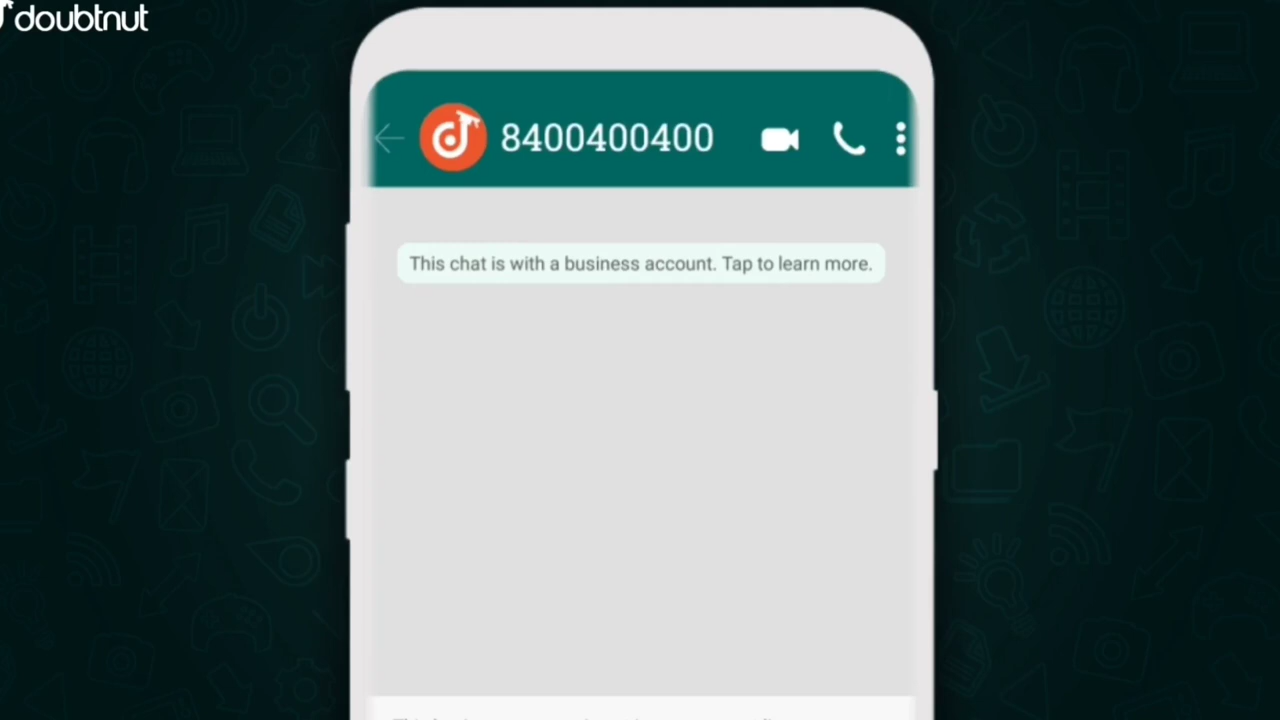 doubtnut
8400400400
This chat is with a business account. Tap to learn more.